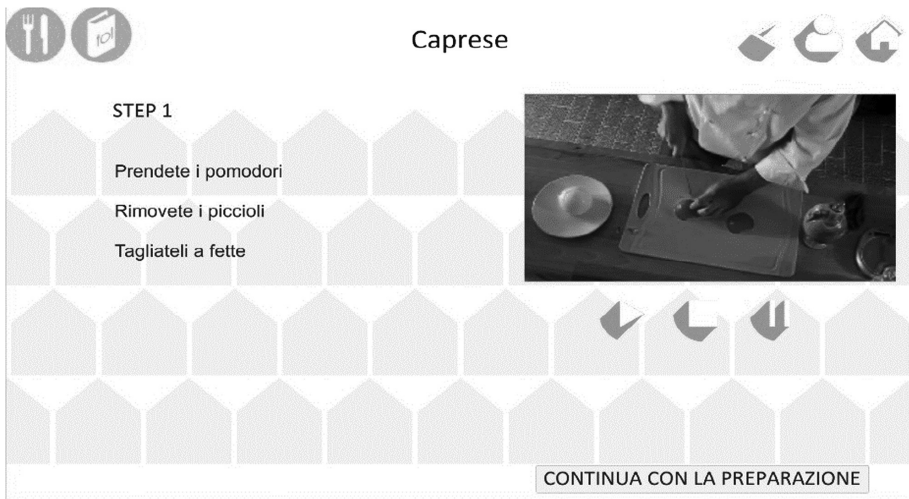 Caprese
STEP 1
Prendete i pomodori
Rimovete i piccioli
Tagliateli a fette
CONTINUA CON LA PREPARAZIONE